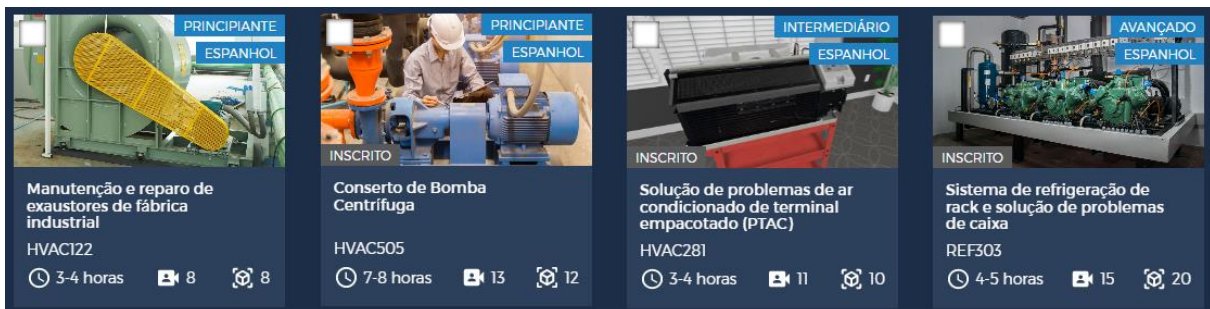 PRINCIPIANTE
ESPANHOL
Manutenção e reparo de
exaustores de fábrica
industrial
HVAC122
3-4 horas 8 8
PRINCIPIANTE
ESPANHOL
INSCRITO
Conserto de Bomba
Centrífuga
HVAC505
7-8 horas 13 12
INTERMEDIÁRIO
ESPANHOL
INSCRITO
Solução de problemas de ar
condicionado de terminal
empacotado (PTAC)
HVAC281
3-4 horas 11 10
AVANÇADO
ESPANHOL
INSCRITO
Sistema de refrigeração de
rack e solução de problemas
de caixa
REF303
4-5 horas 15 20